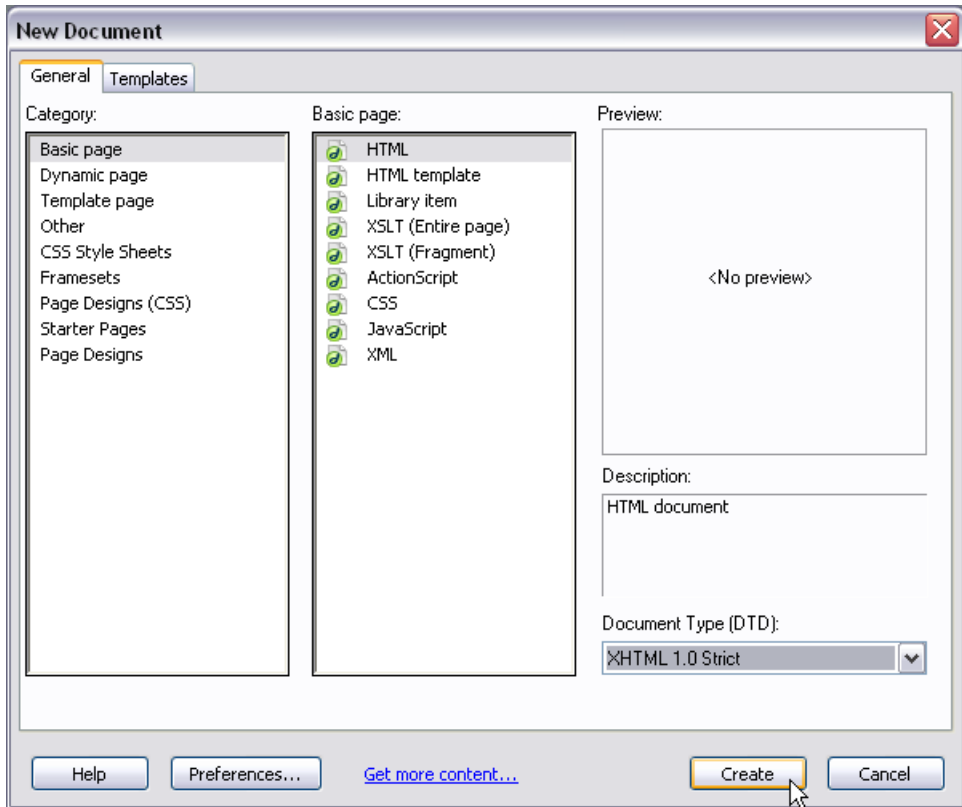 New Document
General
Templates
Category:
Basic page
Dynamic page
Template page
Other
CSS Style Sheets
Framesets
Page Designs (CSS)
Starter Pages
Page Designs
Basic page:
HTML
HTML template
Library item
XSLT (Entire page)
XSLT (Fragment)
ActionScript
CSS
JavaScript
XML
Preview:
<No preview>
Description:
HTML document
Document Type (DTD):
XHTML 1.0 Strict
Help
Preferences...
Get more content...
Create
Cancel